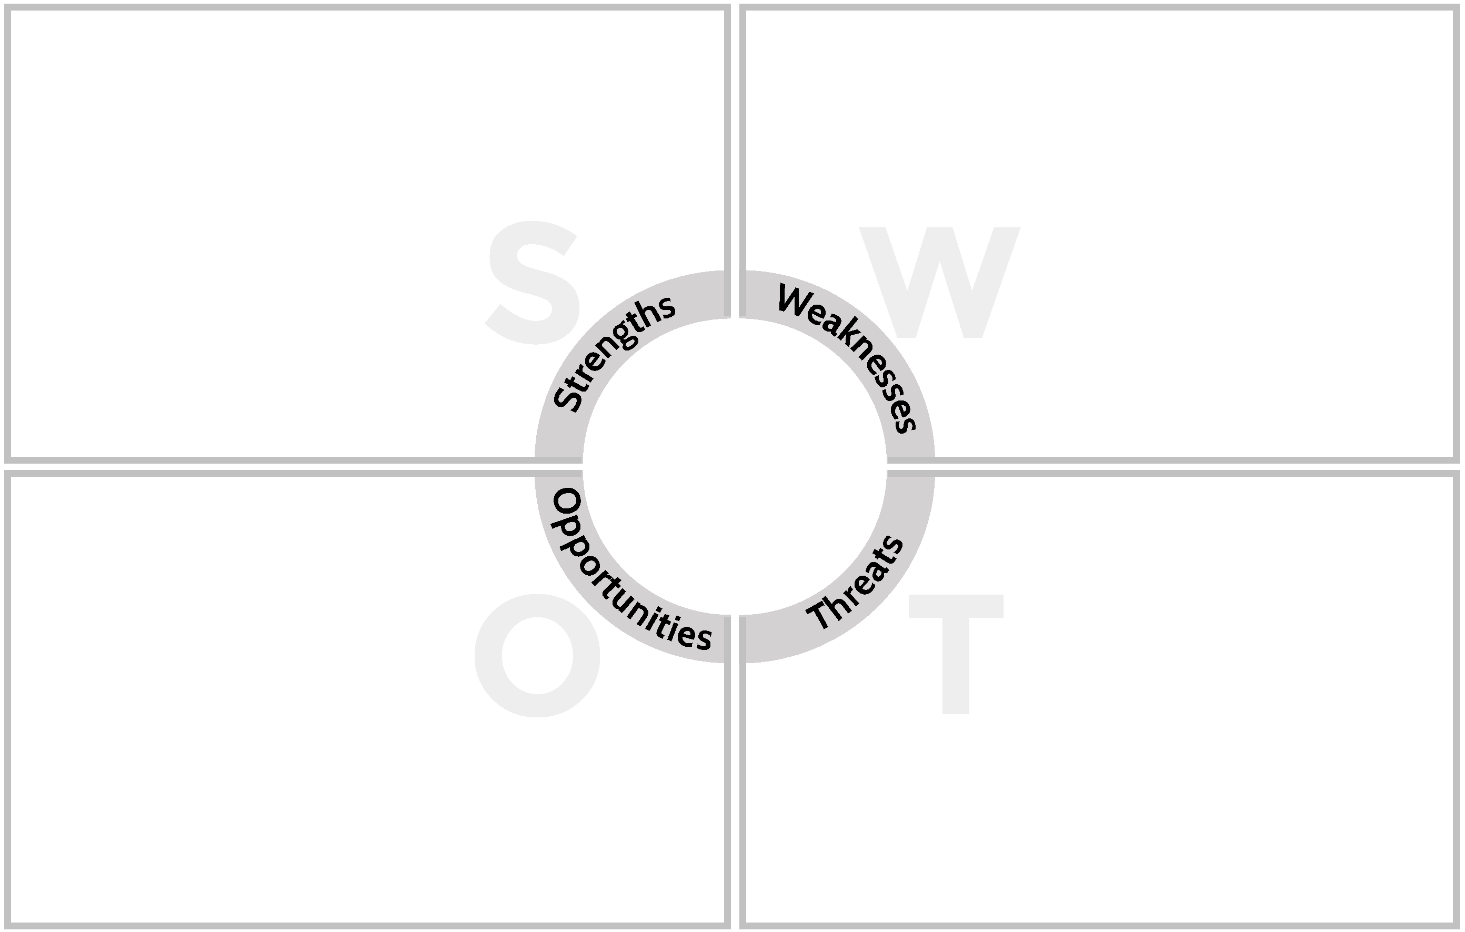 S
W
Strengths
Weaknesses
Opportunities
Threats
O
T